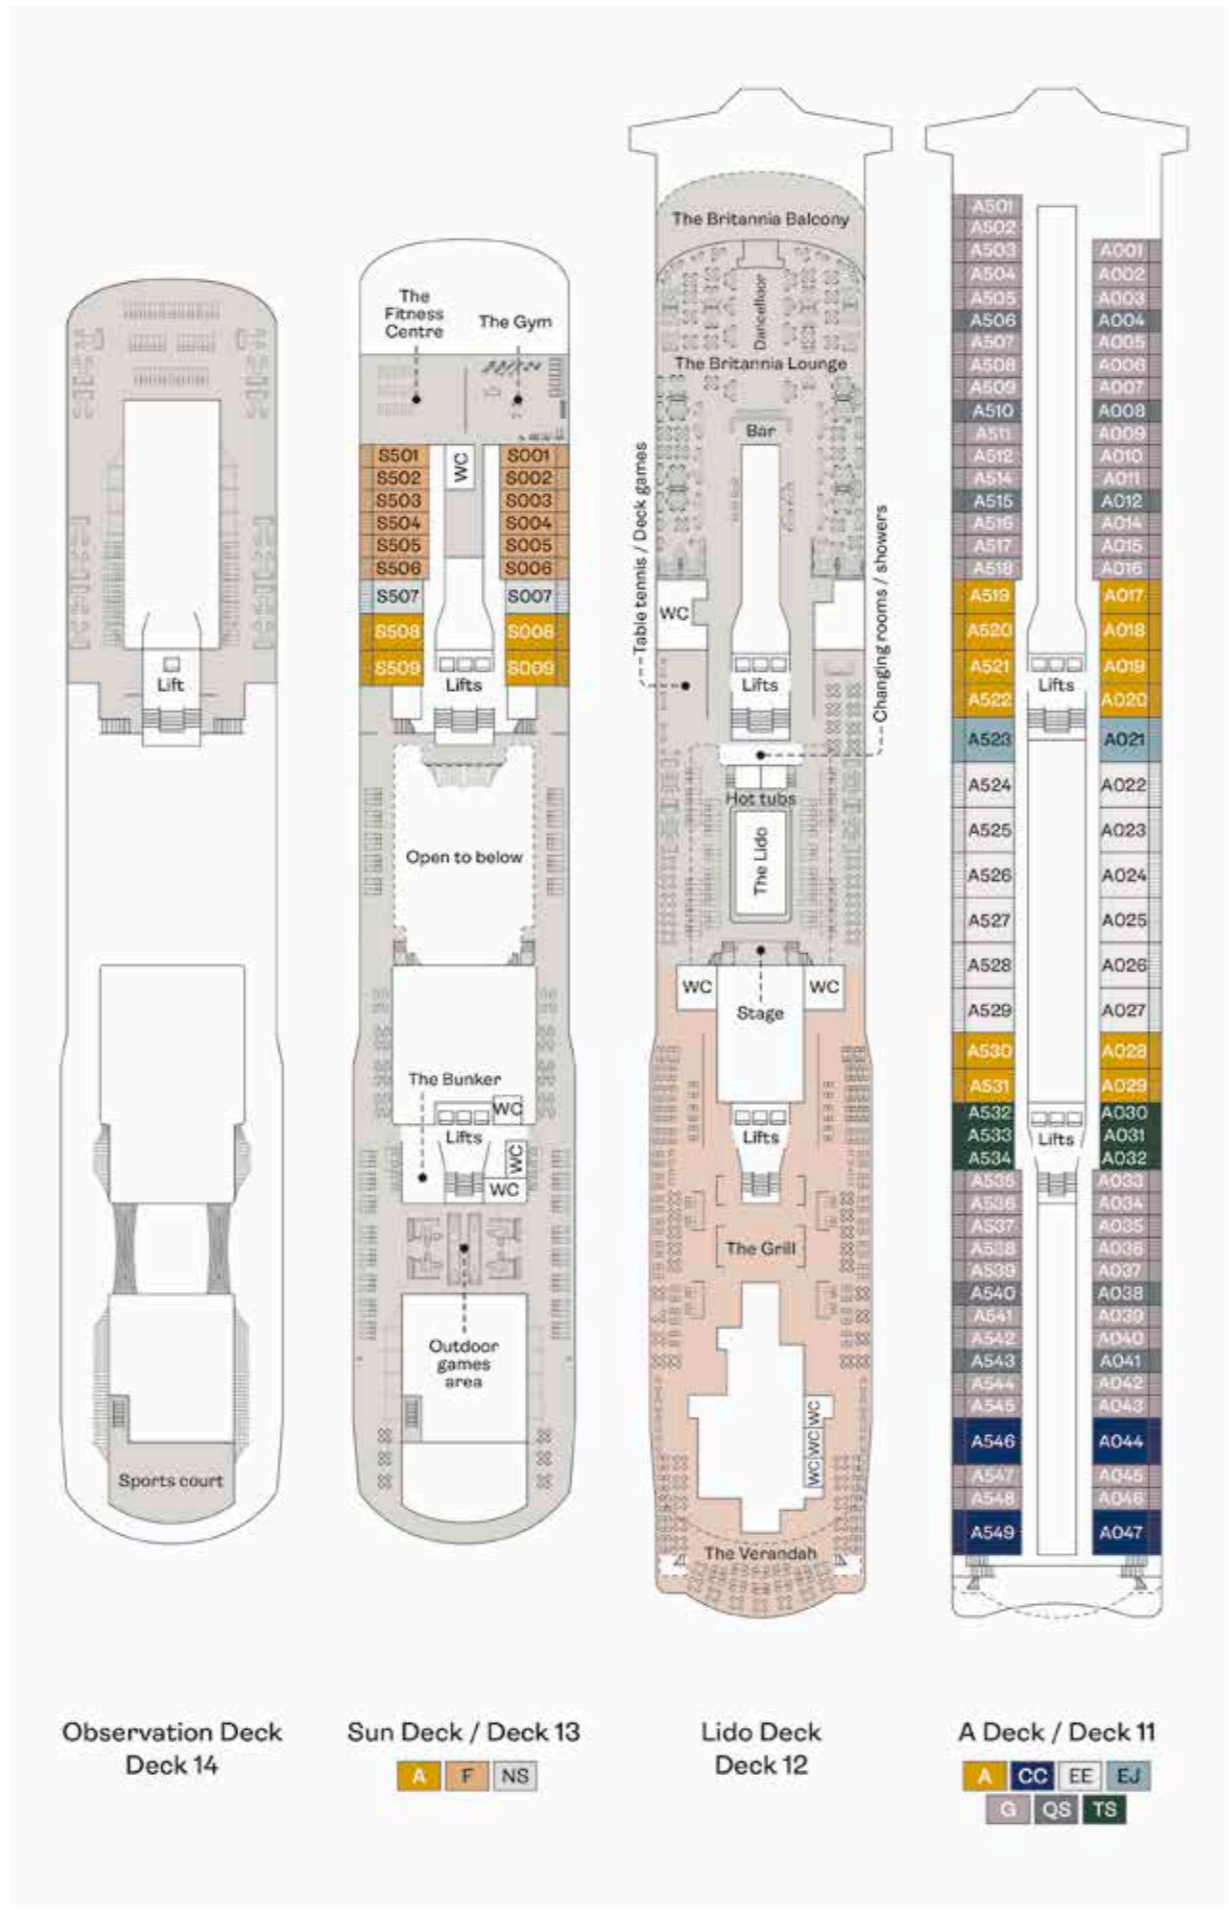 Lift
Sports court
Observation Deck
Deck 14
The
Fitness
Centre
The Gym
S501
S502
S503
S504
S505
S506
S507
S508
S509
WC
S001
S002
S003
S004
S005
S006
S007
S008
S009
Lifts
Open to below
The Bunker
WC
Lifts
WC
WC
Outdoor
games
area
Sun Deck / Deck 13
A
F
NS
The Britannia Balcony
Dancefloor
The Britannia Lounge
Bar
Table tennis / Deck games
Changing rooms / showers
WC
Lifts
Hot tubs
The Lido
WC
WC
Stage
Lifts
The Grill
WC
WC
WC
The Verandah
Lido Deck
Deck 12
A501
A502
A503
A504
A505
A506
A507
A508
A509
A510
A511
A512
A514
A515
A516
A517
A518
A519
A520
A521
A522
A523
A524
A525
A526
A527
A528
A529
A530
A531
A532
A533
A534
A535
A536
A537
A538
A539
A540
A541
A542
A543
A544
A545
A546
A547
A548
A549
Lifts
Lifts
A001
A002
A003
A004
A005
A006
A007
A008
A009
A010
A011
A012
A014
A015
A016
A017
A018
A019
A020
A021
A022
A023
A024
A025
A026
A027
A028
A029
A030
A031
A032
A033
A034
A035
A036
A037
A038
A039
A040
A041
A042
A043
A044
A045
A046
A047
A Deck / Deck 11
A
CC
EE
EJ
G
QS
TS